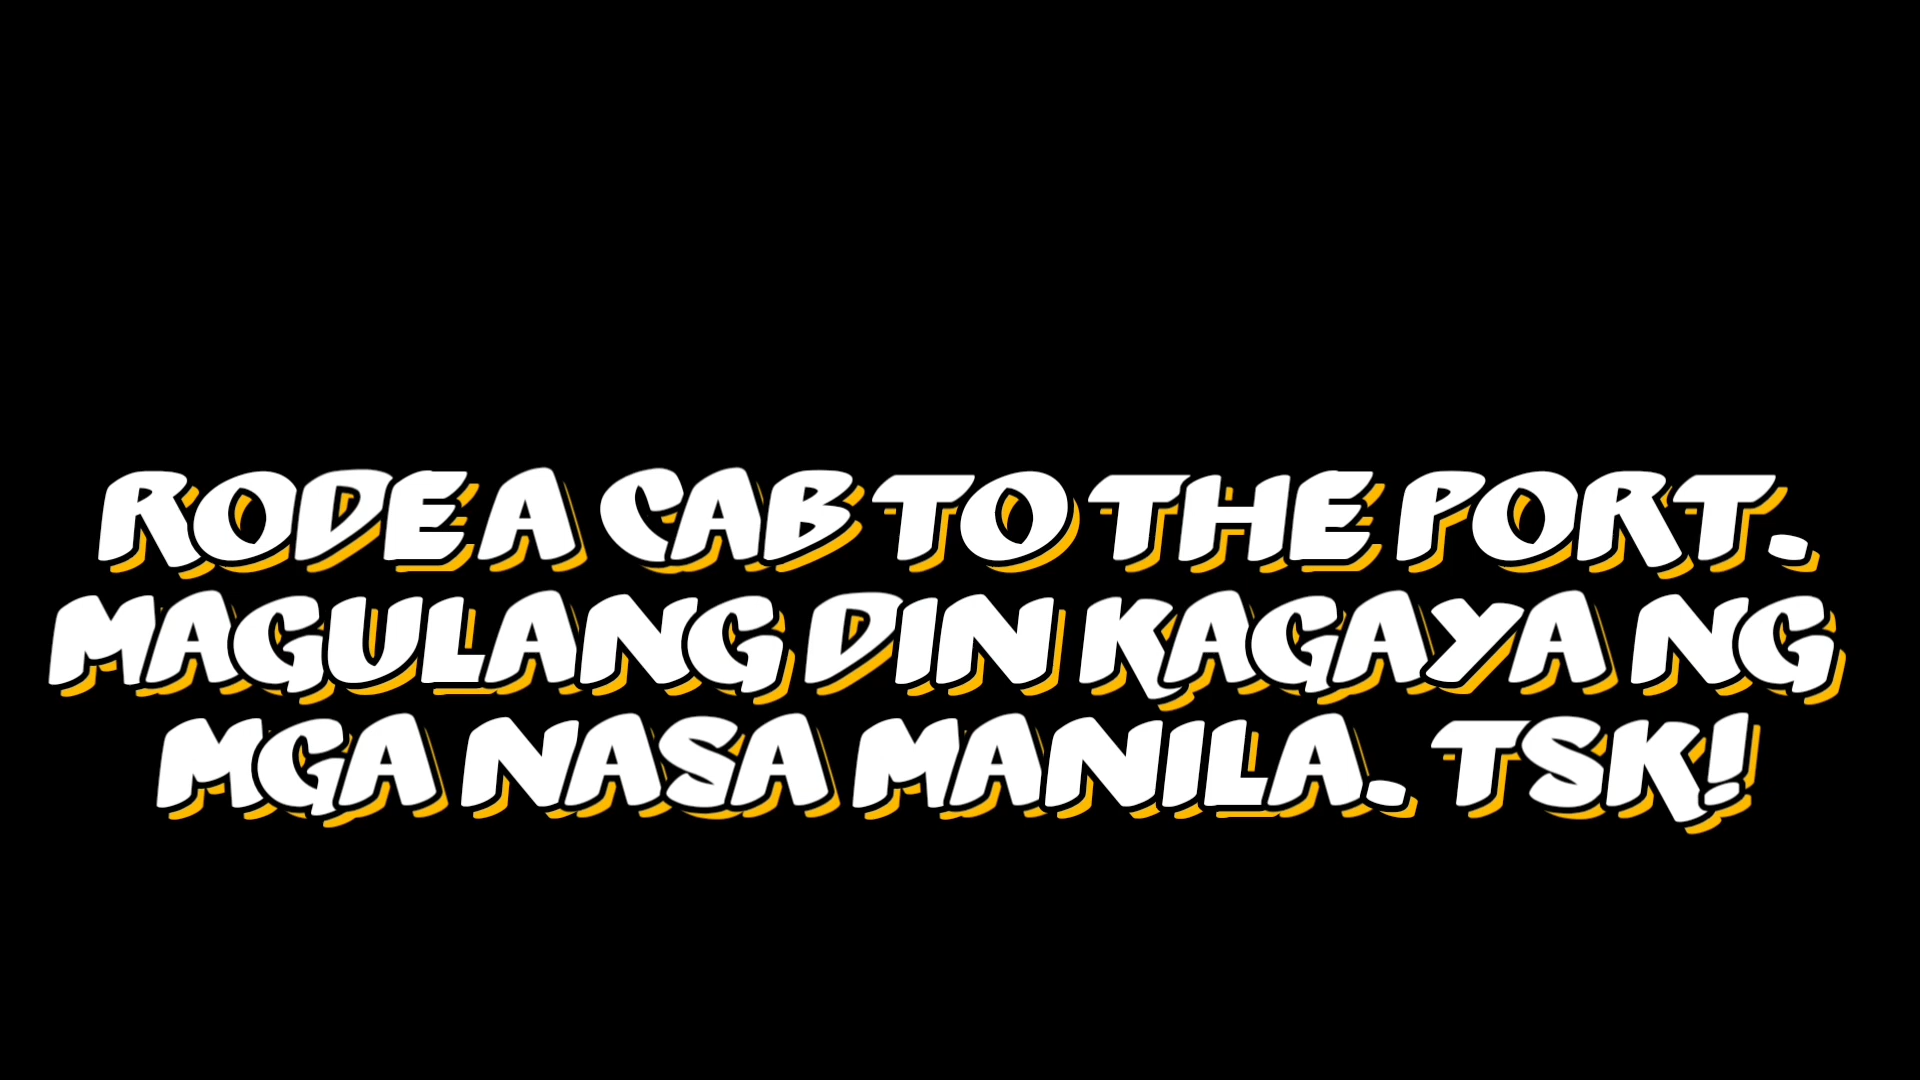 RODE A CAB TO THE PORT.
MAGULANG DIN KAGAYA NG
MGA NASA MANILA. TSK!